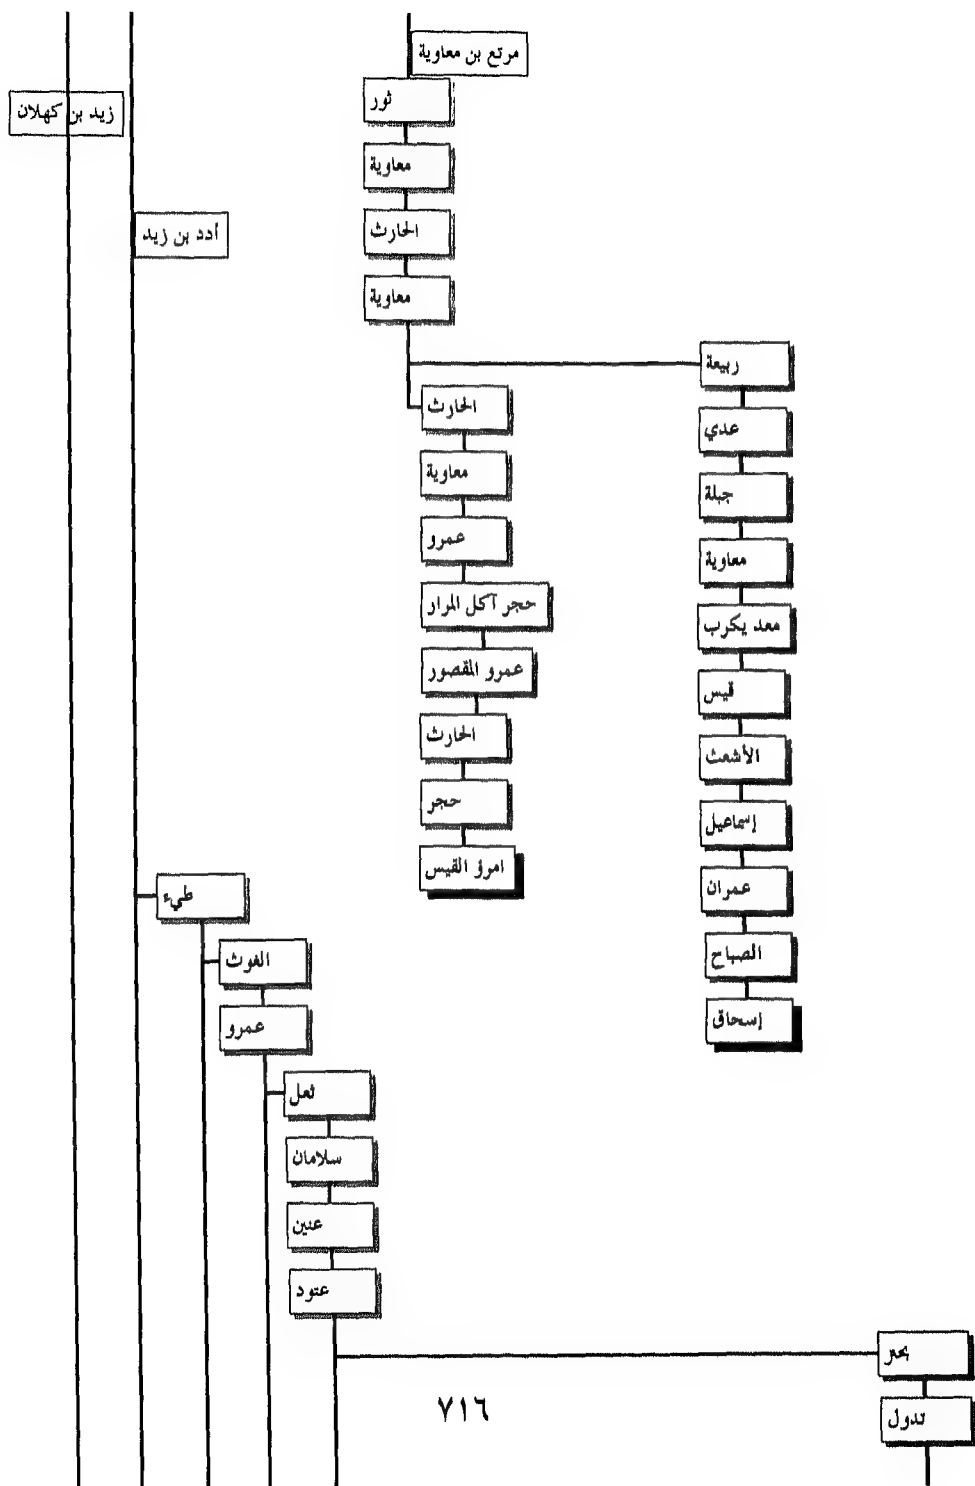 مرتع بن معاوية
ثور
زيد بن كهلان
معاوية
الحارث
أدد بن زيد
معاوية
ربيعة
الحارث
عدي
معاوية
جبلة
عمرو
معاوية
حجر آكل المرار
معد يكرب
عمرو المقصور
قيس
الحارث
الأشعث
حجر
إسماعيل
امرؤ القيس
عمران
طيء
الصباح
الغوث
إسحاق
عمرو
ثعل
سلامان
عنين
عتود
بحتر
تدول
٧١٦